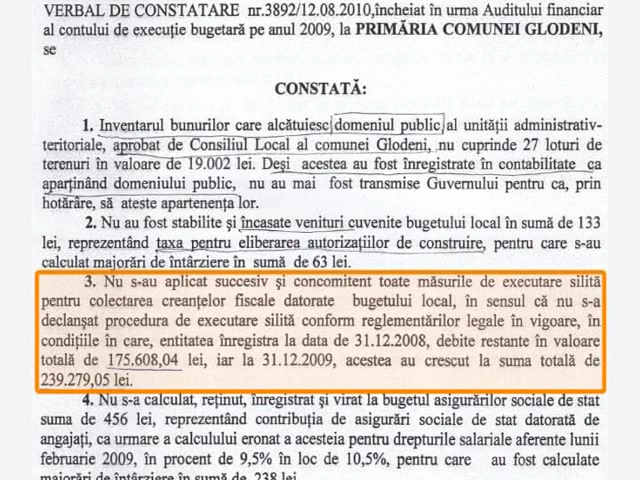 VERBAL DE CONSTATARE nr.3892/12.08.2010,încheiat în urma Auditului financiar
al contului de execuție bugetară pe anul 2009, la PRIMĂRIA COMUNEI GLODENI,
se
CONSTATĂ:
1. Inventarul bunurilor care alcătuiesc domeniul public al unității administrativ-
teritoriale, aprobat de Consiliul Local al comunei Glodeni, nu cuprinde 27 loturi de
terenuri în valoare de 19.002 lei. Deși acestea au fost înregistrate în contabilitate ca
aparținând domeniului public, nu au mai fost transmise Guvernului pentru ca, prin
hotărâre, să ateste apartenența lor.
2. Nu au fost stabilite și încasate venituri cuvenite bugetului local în sumă de 133
lei, reprezentând taxa pentru eliberarea autorizațiilor de construire, pentru care s-au
calculat majorări de întârziere în sumă de 63 lei.
3. Nu s-au aplicat succesiv și concomitent toate măsurile de executare silită
pentru colectarea creanțelor fiscale datorate bugetului local, în sensul că nu s-a
declanșat procedura de executare silită conform reglementărilor legale în vigoare, în
condițiile în care, entitatea înregistra la data de 31.12.2008, debite restante în valoare
totală de 175.608,04 lei, iar la 31.12.2009, acestea au crescut la suma totală de
239.279,05 lei.
4. Nu s-a calculat, reținut, înregistrat și virat la bugetul asigurărilor sociale de stat
suma de 456 lei, reprezentând contribuția de asigurări sociale de stat datorată de
angajați, ca urmare a calculului eronat a acesteia pentru drepturile salariale aferente lunii
februarie 2009, în procent de 9,5% în loc de 10,5%, pentru care au fost calculate
majorări de întârziere în sumă de 238 lei.